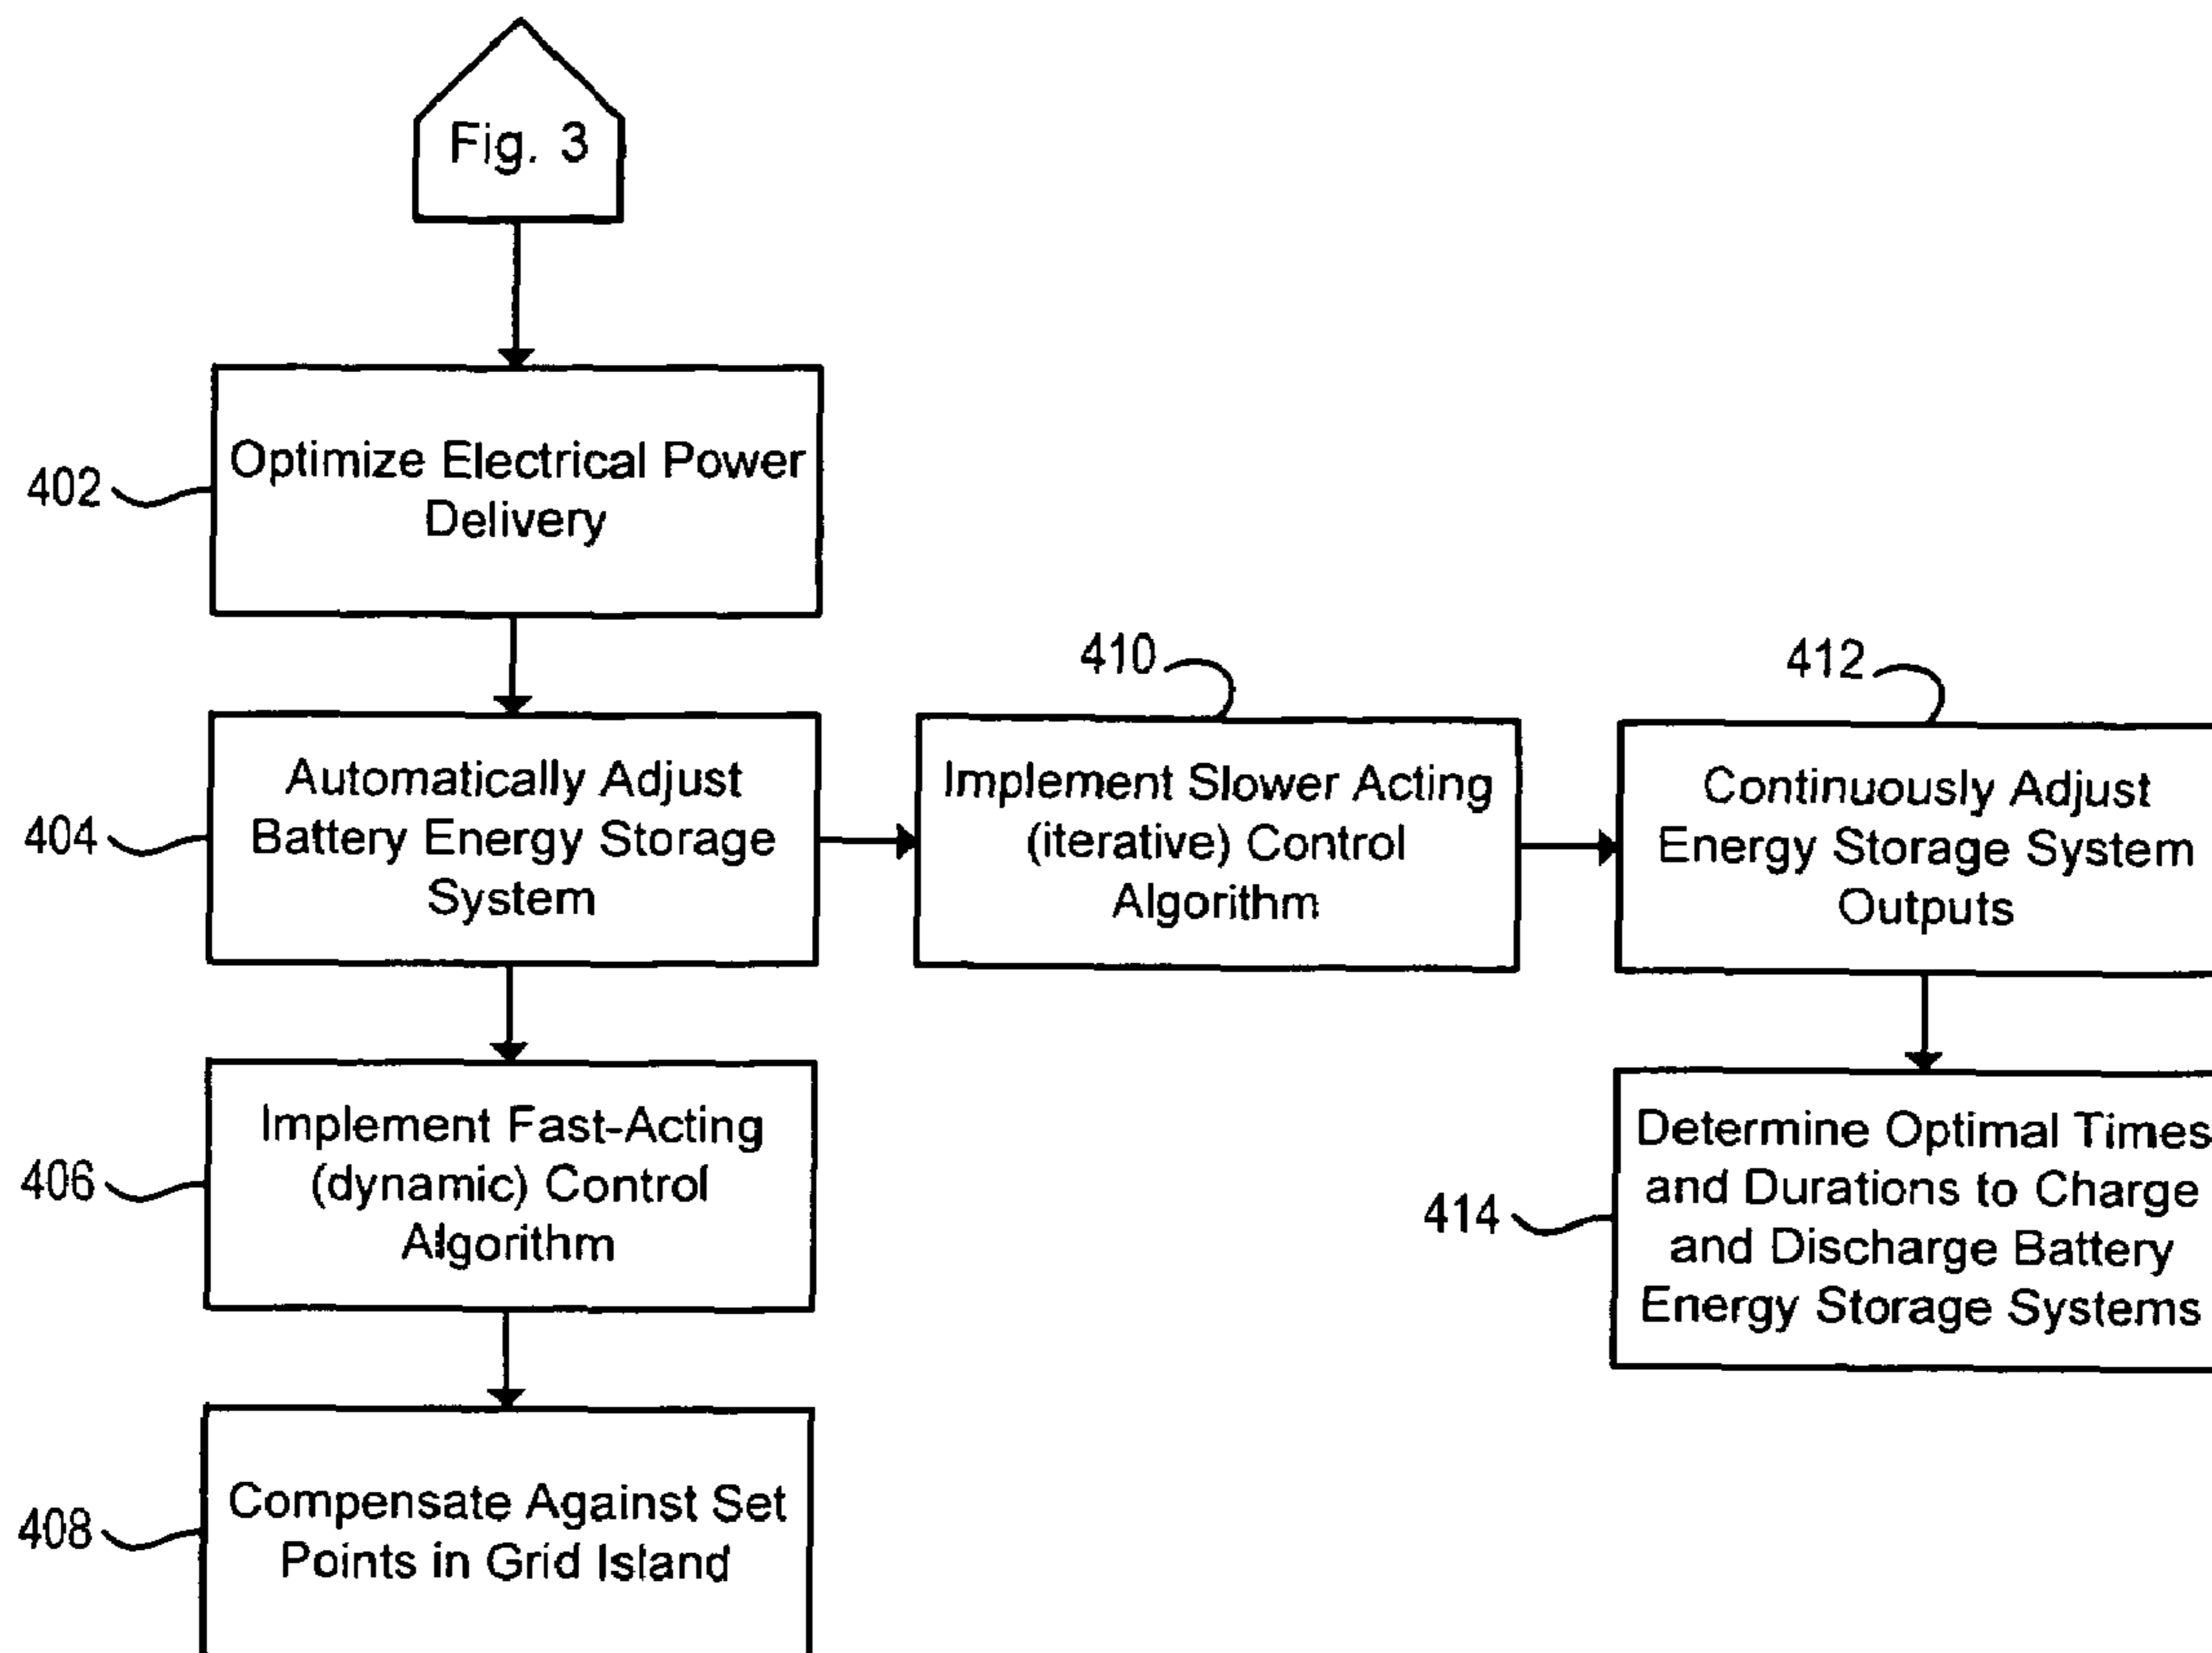 Fig. 3
402
Optimize Electrical Power
Delivery
404
Automatically Adjust
Battery Energy Storage
System
410
Implement Slower Acting
(iterative) Control
Algorithm
412
Continuously Adjust
Energy Storage System
Outputs
406
Implement Fast-Acting
(dynamic) Control
Algorithm
414
Determine Optimal Times
and Durations to Charge
and Discharge Battery
Energy Storage Systems
408
Compensate Against Set
Points in Grid Island